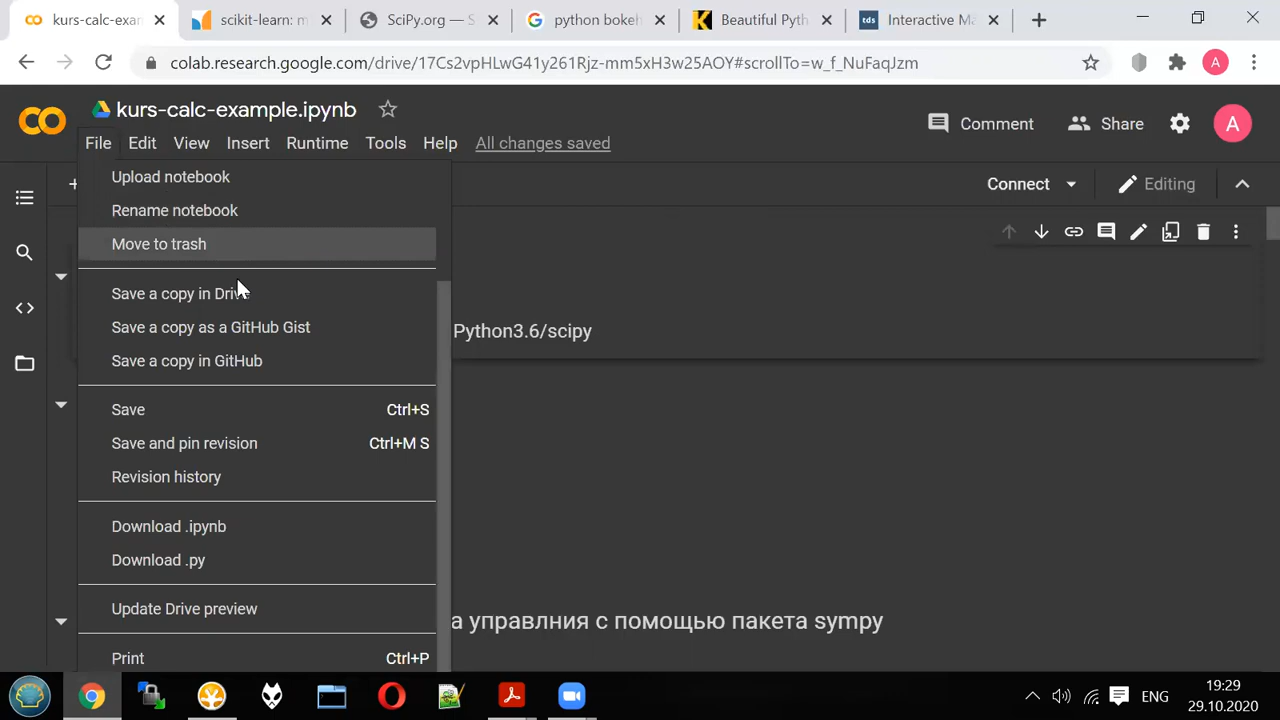 kurs-calc-exar
scikit-learn: m
SciPy.org — S
python bokeh
Beautiful Pyth
Interactive Ma
colab.research.google.com/drive/17Cs2vpHLwG41y261Rjz-mm5xH3w25AOY#scrollTo=w_f_NuFaqJzm
A
kurs-calc-example.ipynb
Comment
Share
A
File Edit View Insert Runtime Tools Help All changes saved
Connect
Editing
Upload notebook
Rename notebook
Move to trash
Save a copy in Drive
Save a copy as a GitHub Gist
Save a copy in GitHub
Save Ctrl+S
Save and pin revision Ctrl+M S
Revision history
Download .ipynb
Download .py
Update Drive preview
Print Ctrl+P
Python3.6/scipy
а управлния с помощью пакета sympy
ENG
19:29
29.10.2020